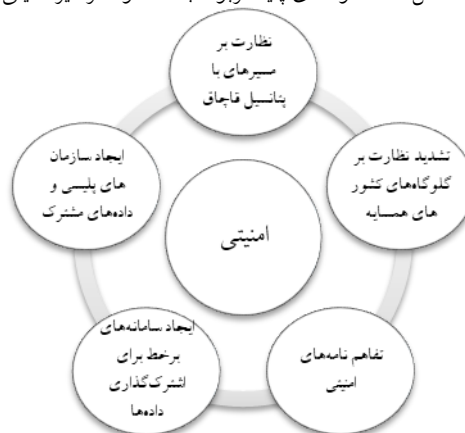 نظارت بر
مسیرهای با
پتانسیل قاچاق
تشدید نظارت بر
گلوگاه‌های کشور
های همسایه
ایجاد سازمان
های پلیسی و
داده‌های مشترک
امنیتی
ایجاد سامانه‌های
برخط برای
اشترک‌گذاری
داده‌ها
تفاهم نامه‌های
امنیتی